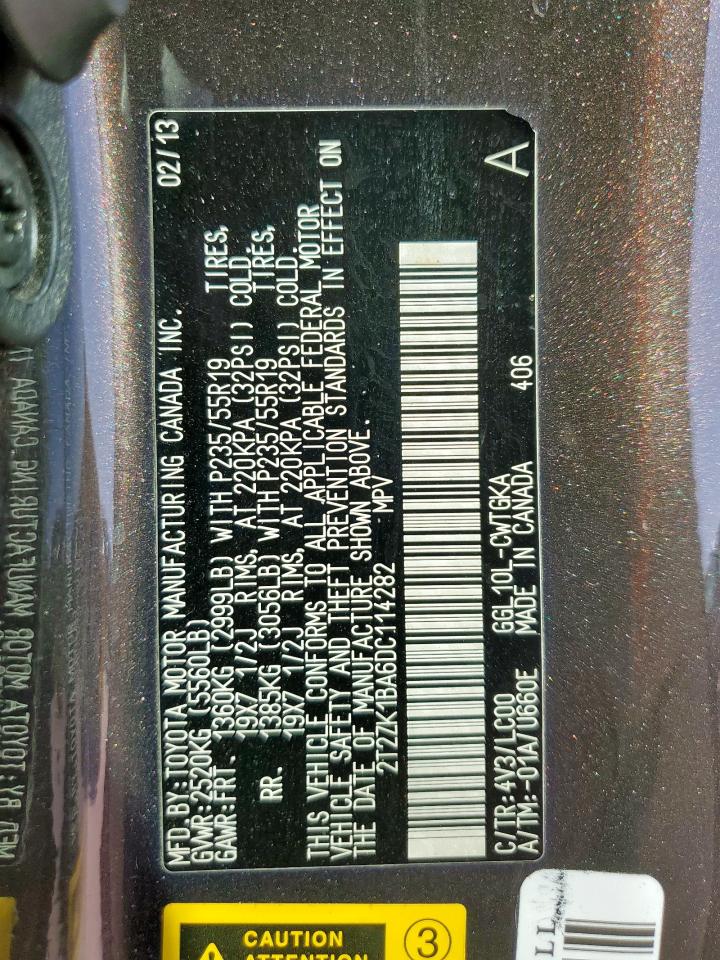 MFD. BY:TOYOTA MOTOR MANUFACTURING CANADA INC. 02/13
GVWR:2520KG (5560LB)
GAWR:FRT. 1360KG (2999LB) WITH P235/55R19 TIRES,
19X7 1/2J RIMS, AT 220KPA (32PSI) COLD.
RR. 1385KG (3056LB) WITH P235/55R19 TIRES,
19X7 1/2J RIMS, AT 220KPA (32PSI) COLD.
THIS VEHICLE CONFORMS TO ALL APPLICABLE FEDERAL MOTOR
VEHICLE SAFETY AND THEFT PREVENTION STANDARDS IN EFFECT ON
THE DATE OF MANUFACTURE SHOWN ABOVE.
2T2ZK1BA6DC114282 MPV
A
C/TR:4V3/LC00 GGL10L-CWTGKA 406
A/TM:-01A/U660E MADE IN CANADA
CAUTION
ATTENTION
3